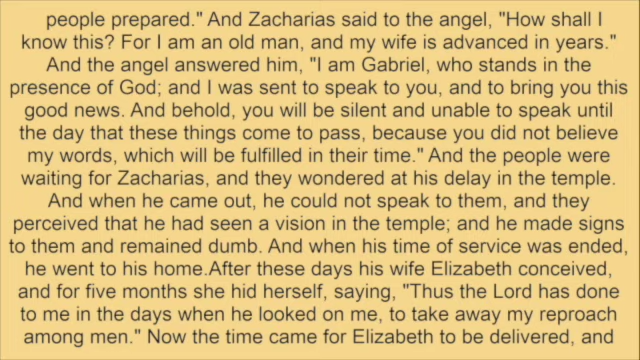 people prepared." And Zacharias said to the angel, "How shall I
know this? For I am an old man, and my wife is advanced in years."
And the angel answered him, "I am Gabriel, who stands in the
presence of God; and I was sent to speak to you, and to bring you this
good news. And behold, you will be silent and unable to speak until
the day that these things come to pass, because you did not believe
my words, which will be fulfilled in their time." And the people were
waiting for Zacharias, and they wondered at his delay in the temple.
And when he came out, he could not speak to them, and they
perceived that he had seen a vision in the temple; and he made signs
to them and remained dumb. And when his time of service was ended,
he went to his home.After these days his wife Elizabeth conceived,
and for five months she hid herself, saying, "Thus the Lord has done
to me in the days when he looked on me, to take away my reproach
among men." Now the time came for Elizabeth to be delivered, and